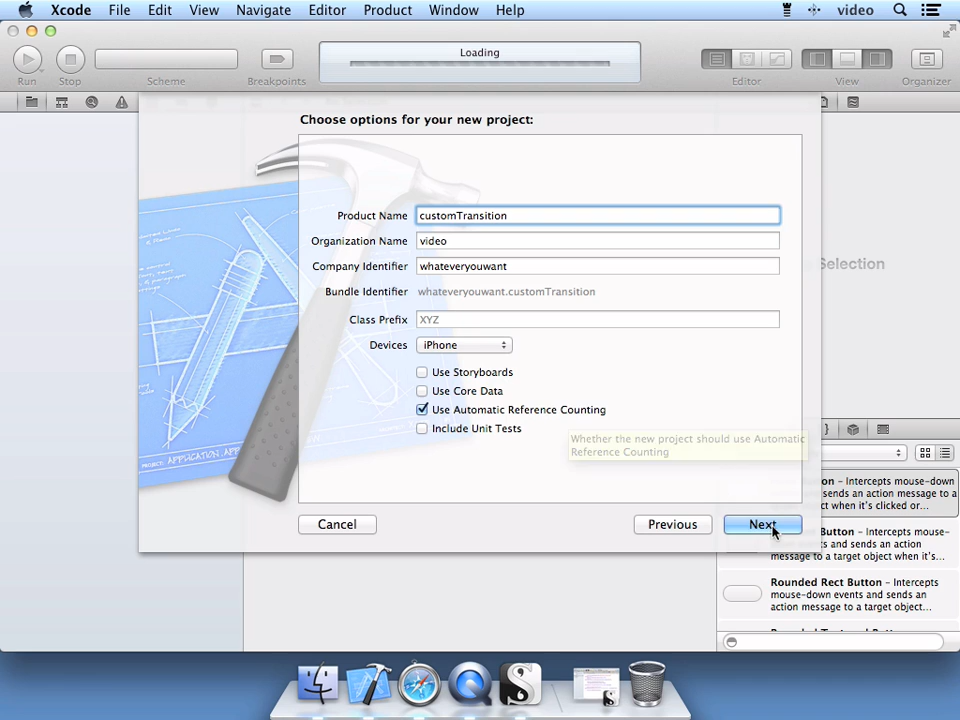 Xcode File Edit View Navigate Editor Product Window Help video
Loading
Run Stop Scheme Breakpoints Editor View Organizer
Choose options for your new project:
Product Name customTransition
Organization Name video
Company Identifier whateveryouwant
Bundle Identifier whateveryouwant.customTransition
Class Prefix XYZ
Devices iPhone
Use Storyboards
Use Core Data
Use Automatic Reference Counting
Include Unit Tests
Whether the new project should use Automatic
Reference Counting
Cancel Previous Next
Selection
on – Intercepts mouse-down
sends an action message to a
ct when it's clicked or...
Button – Intercepts mouse-
s and sends an action
message to a target object when it's...
Rounded Rect Button – Intercepts
mouse-down events and sends an
action message to a target object...
PROJECT: APPLICATION.APP